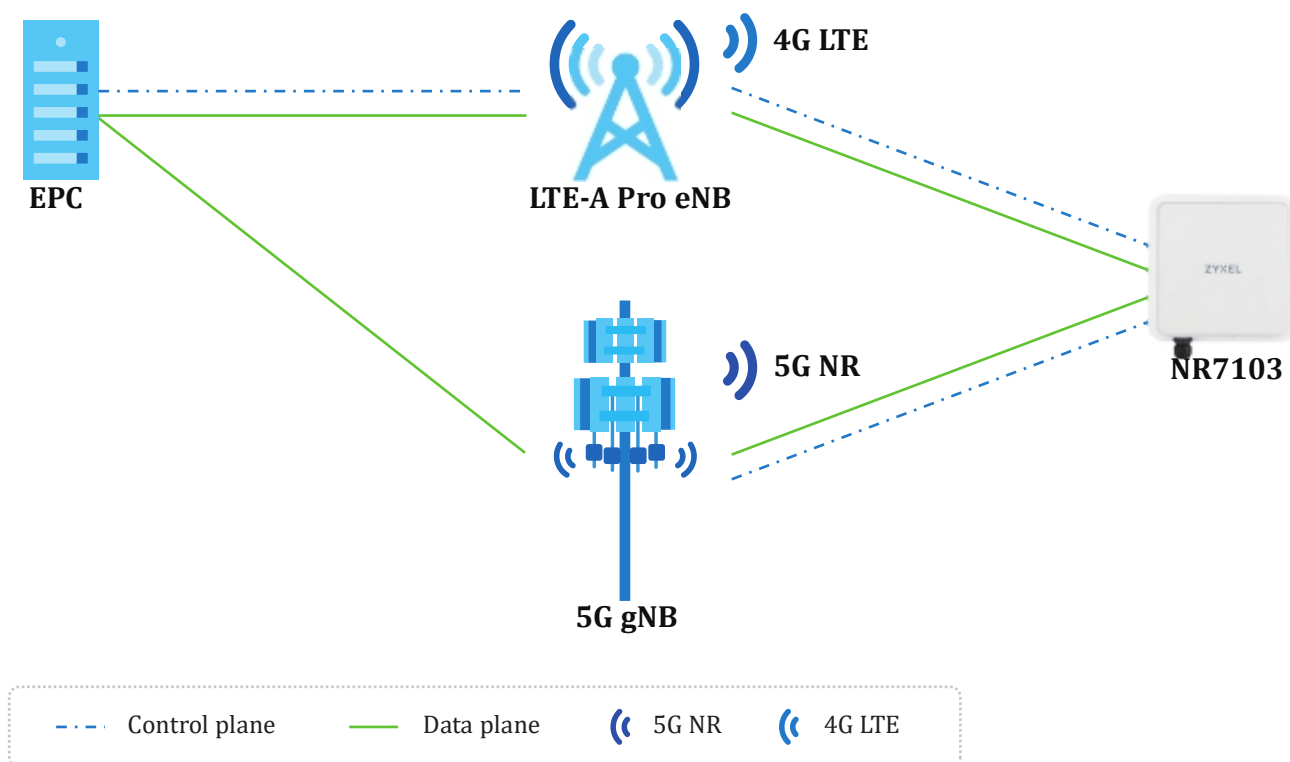 4G LTE
EPC
LTE-A Pro eNB
ZYXEL
5G NR
NR7103
5G gNB
Control plane
Data plane
5G NR
4G LTE